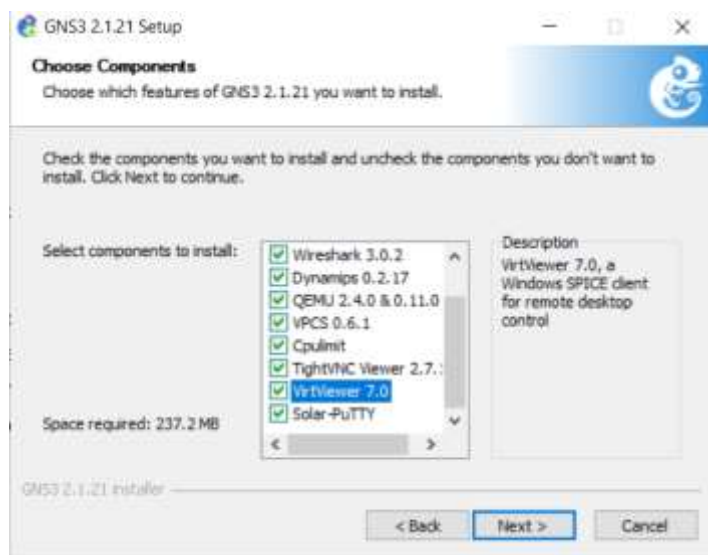 GNS3 2.1.21 Setup
Choose Components
Choose which features of GNS3 2.1.21 you want to install.
Check the components you want to install and uncheck the components you don't want to
install. Click Next to continue.
Select components to install:
Wireshark 3.0.2
Dynamips 0.2.17
QEMU 2.4.0 & 0.11.0
VPCS 0.6.1
Cpulimit
TightVNC Viewer 2.7.
VirtViewer 7.0
Solar-PuTTY
Description
VirtViewer 7.0, a
Windows SPICE client
for remote desktop
control
Space required: 237.2 MB
GNS3 2.1.21 installer
< Back
Next >
Cancel